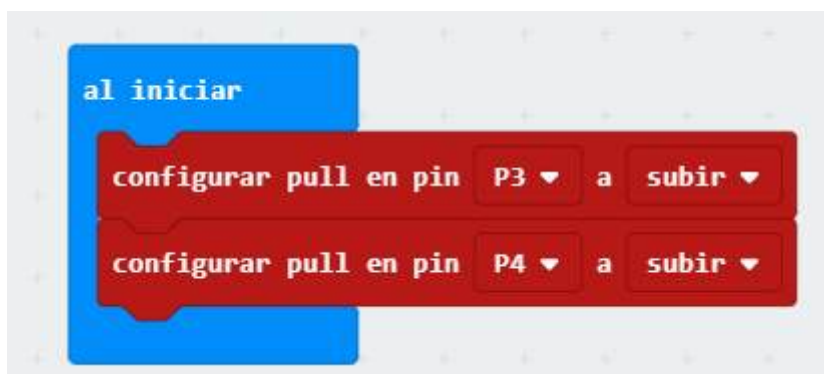 al iniciar
configurar pull en pin P3 a subir
configurar pull en pin P4 a subir